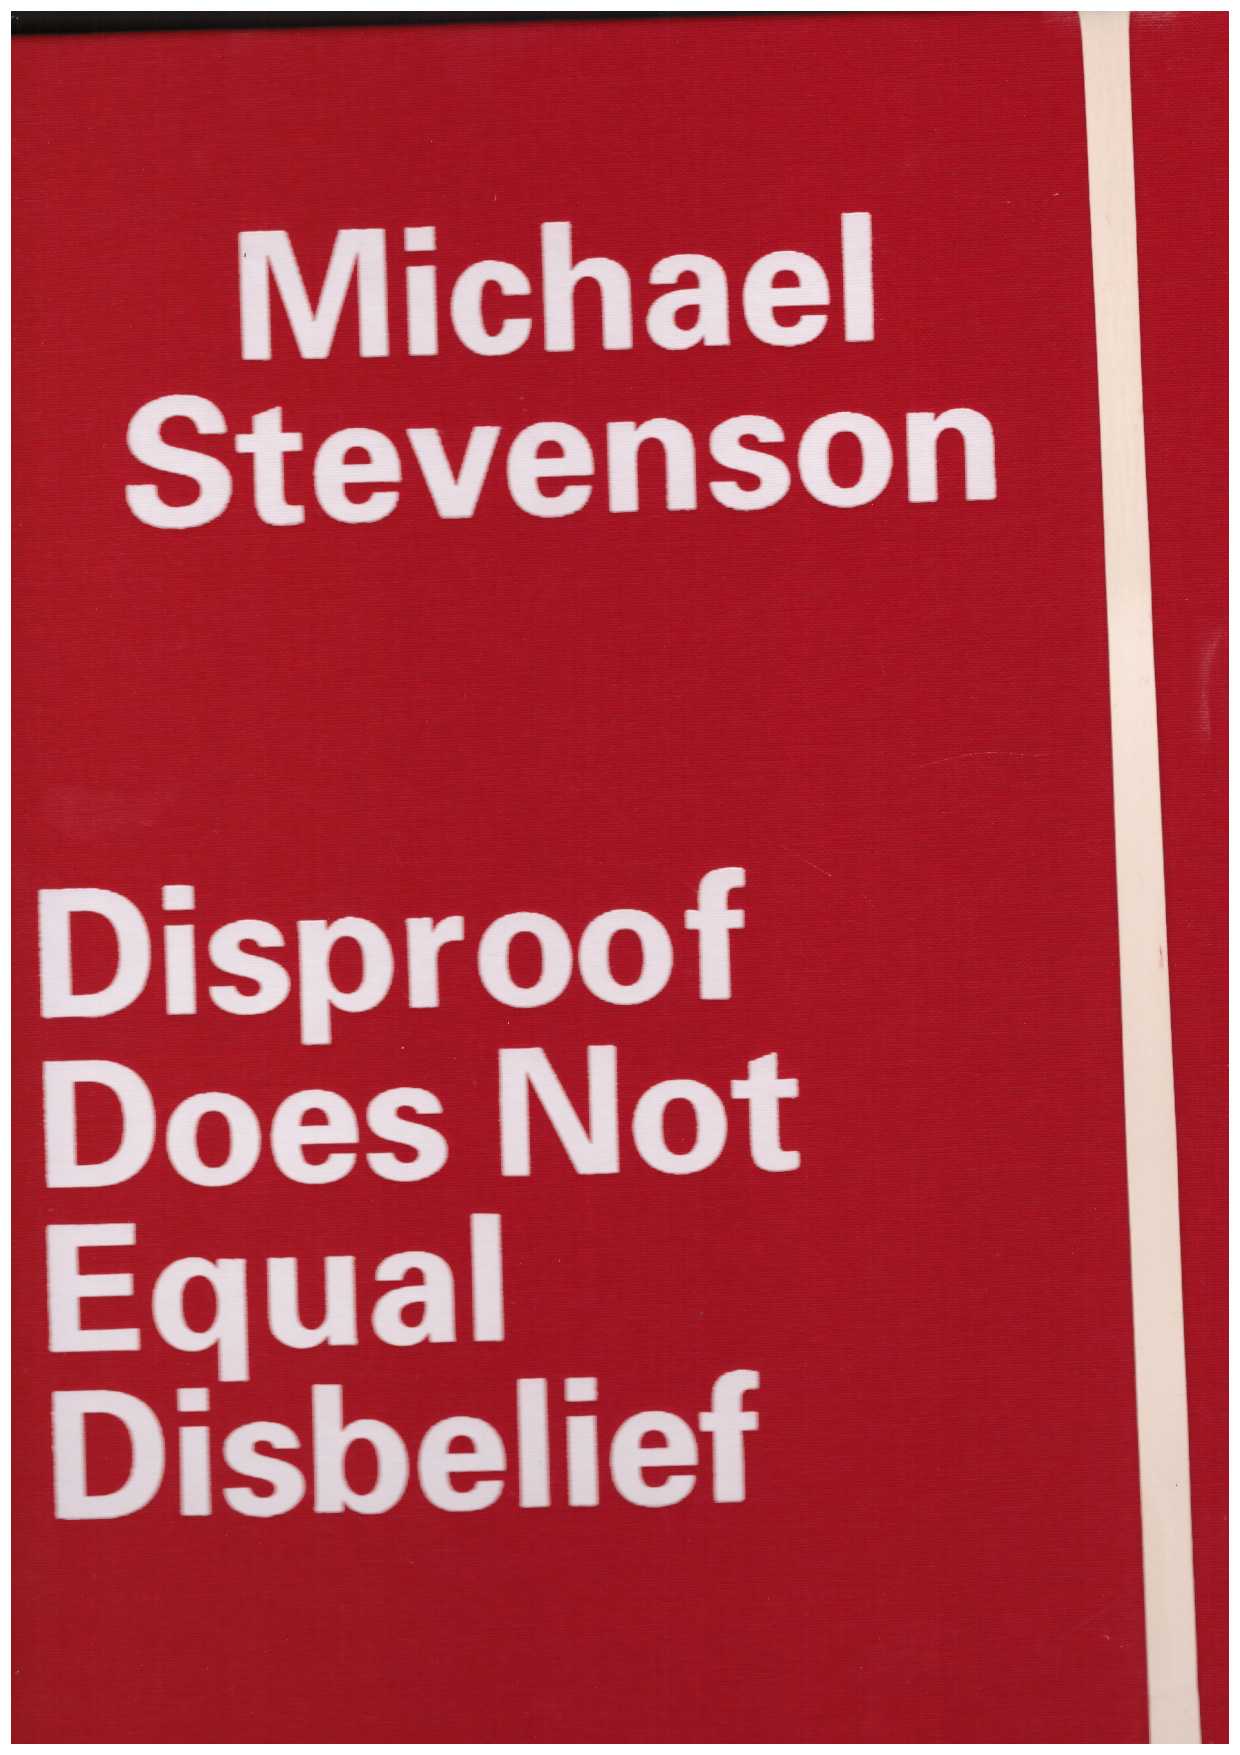 Michael
Stevenson
Disproof
Does Not
Equal
Disbelief